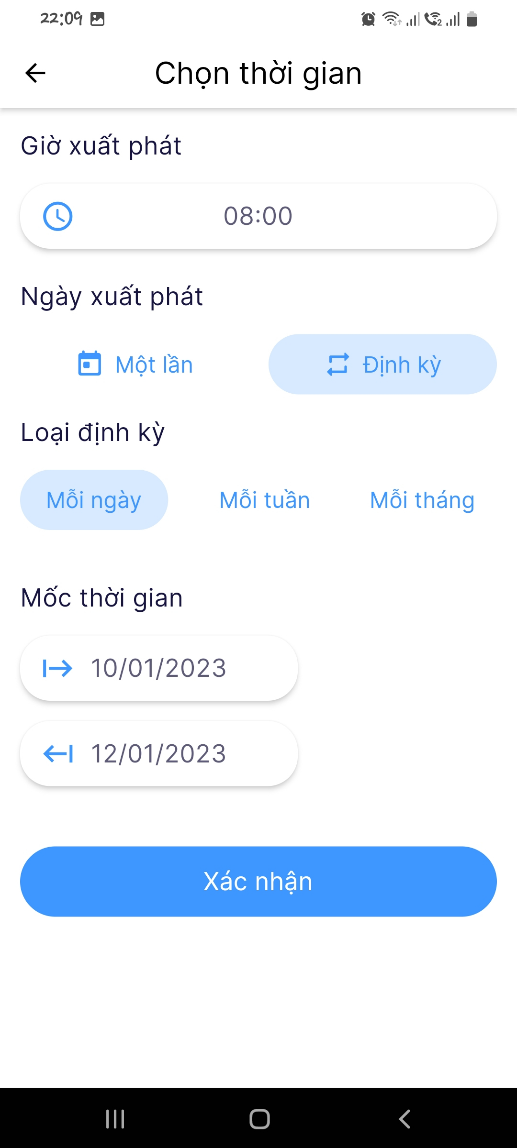 22:09
Chọn thời gian
Giờ xuất phát
08:00
Ngày xuất phát
Một lần
Định kỳ
Loại định kỳ
Mỗi ngày
Mỗi tuần
Mỗi tháng
Mốc thời gian
10/01/2023
12/01/2023
Xác nhận